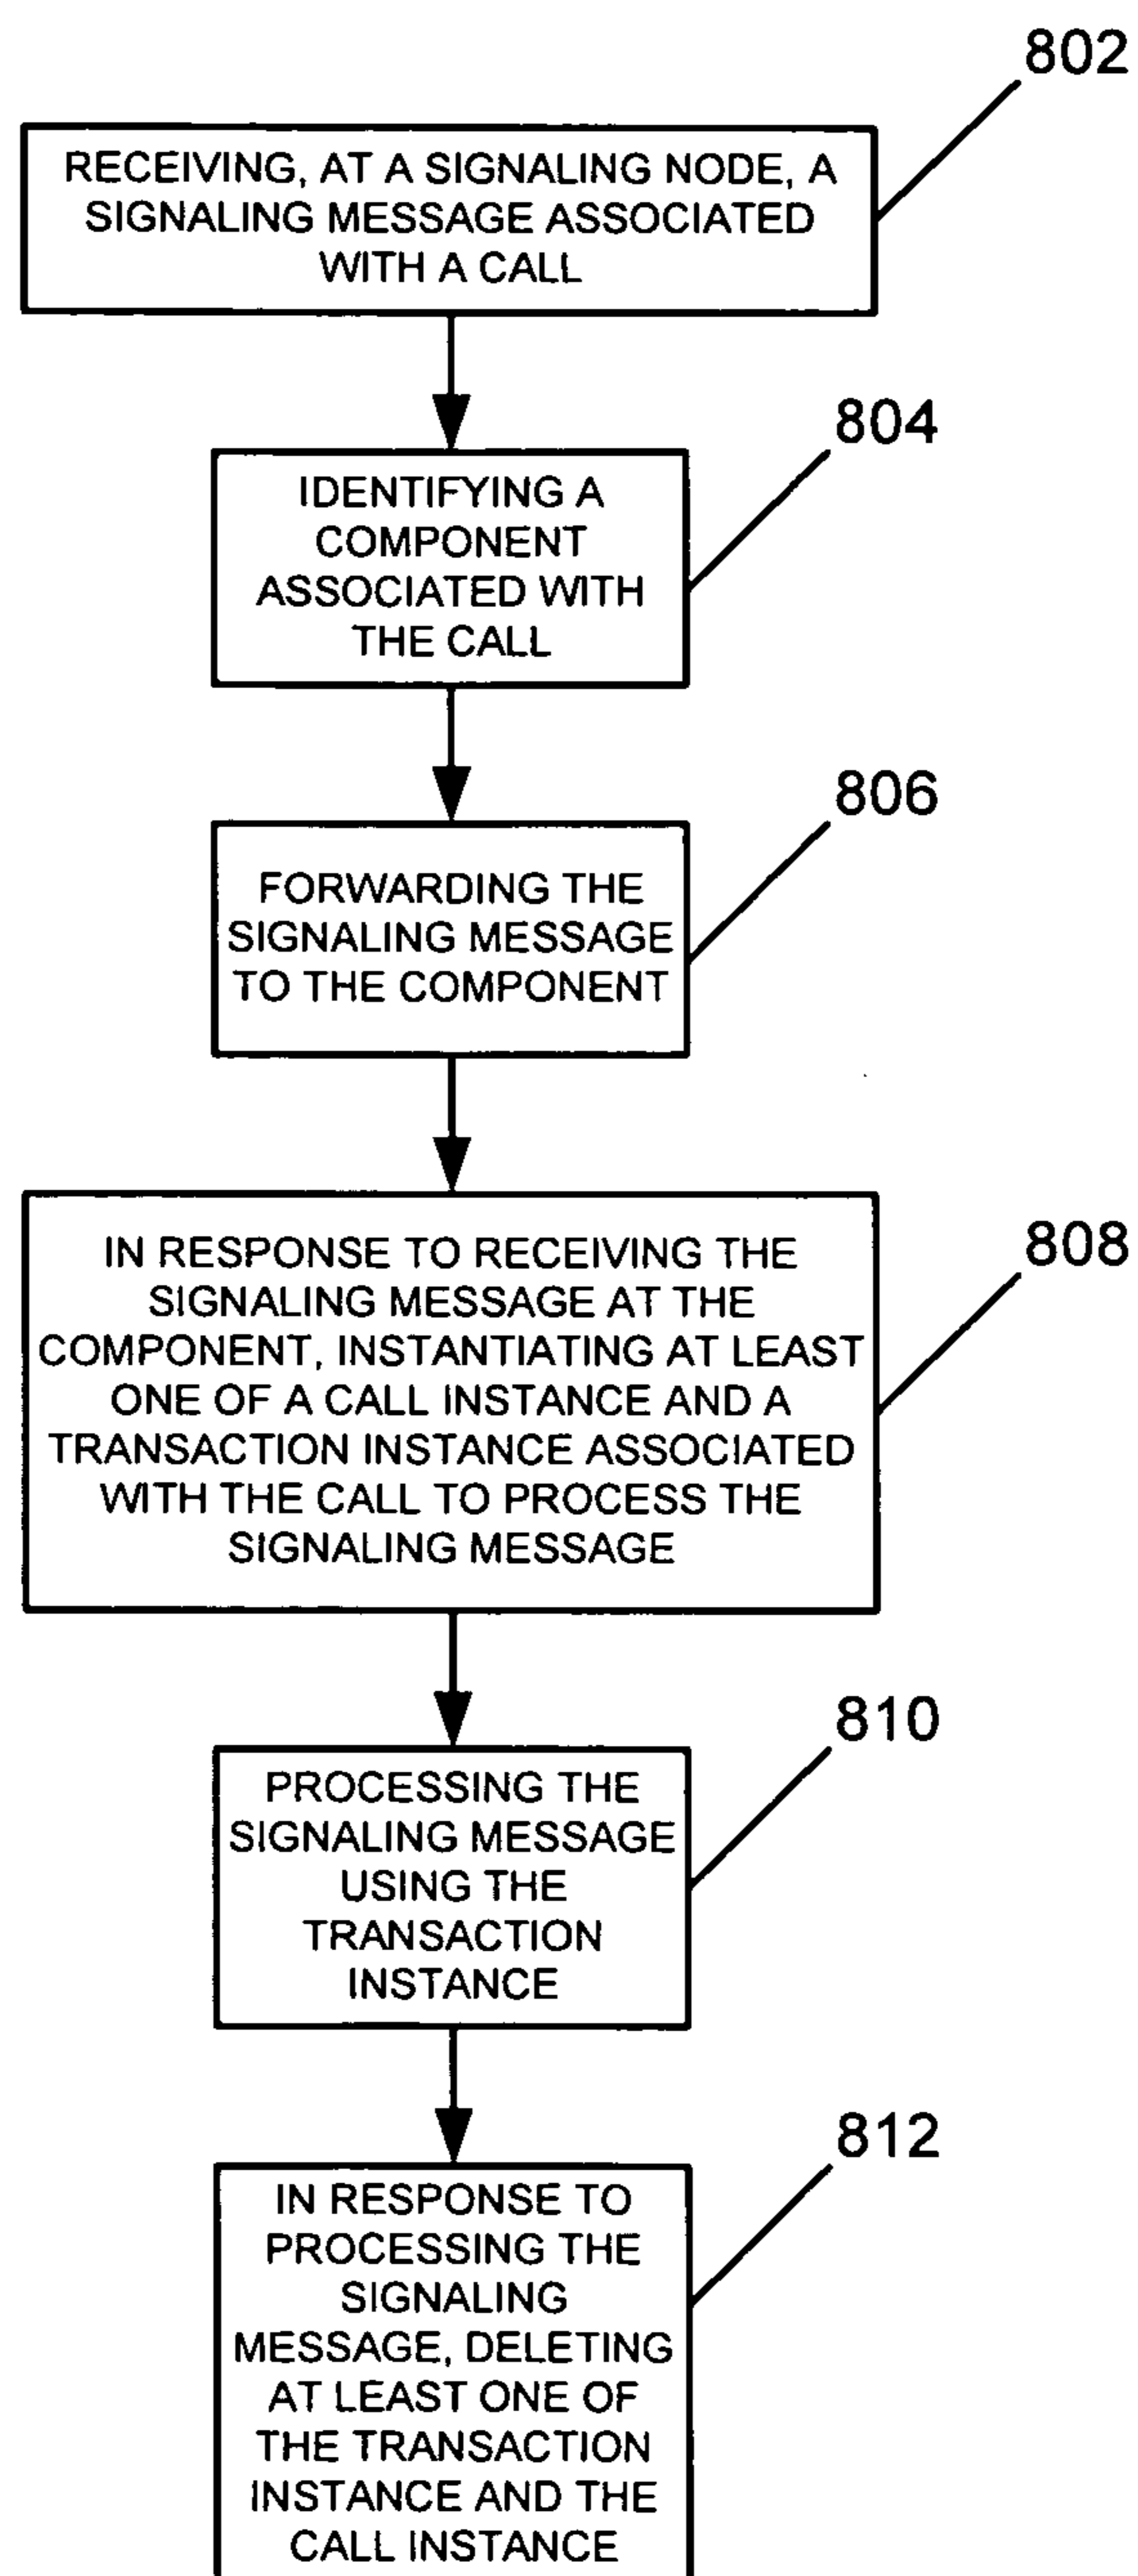 802
RECEIVING, AT A SIGNALING NODE, A
SIGNALING MESSAGE ASSOCIATED
WITH A CALL
804
IDENTIFYING A
COMPONENT
ASSOCIATED WITH
THE CALL
806
FORWARDING THE
SIGNALING MESSAGE
TO THE COMPONENT
808
IN RESPONSE TO RECEIVING THE
SIGNALING MESSAGE AT THE
COMPONENT, INSTANTIATING AT LEAST
ONE OF A CALL INSTANCE AND A
TRANSACTION INSTANCE ASSOCIATED
WITH THE CALL TO PROCESS THE
SIGNALING MESSAGE
810
PROCESSING THE
SIGNALING MESSAGE
USING THE
TRANSACTION
INSTANCE
812
IN RESPONSE TO
PROCESSING THE
SIGNALING
MESSAGE, DELETING
AT LEAST ONE OF
THE TRANSACTION
INSTANCE AND THE
CALL INSTANCE